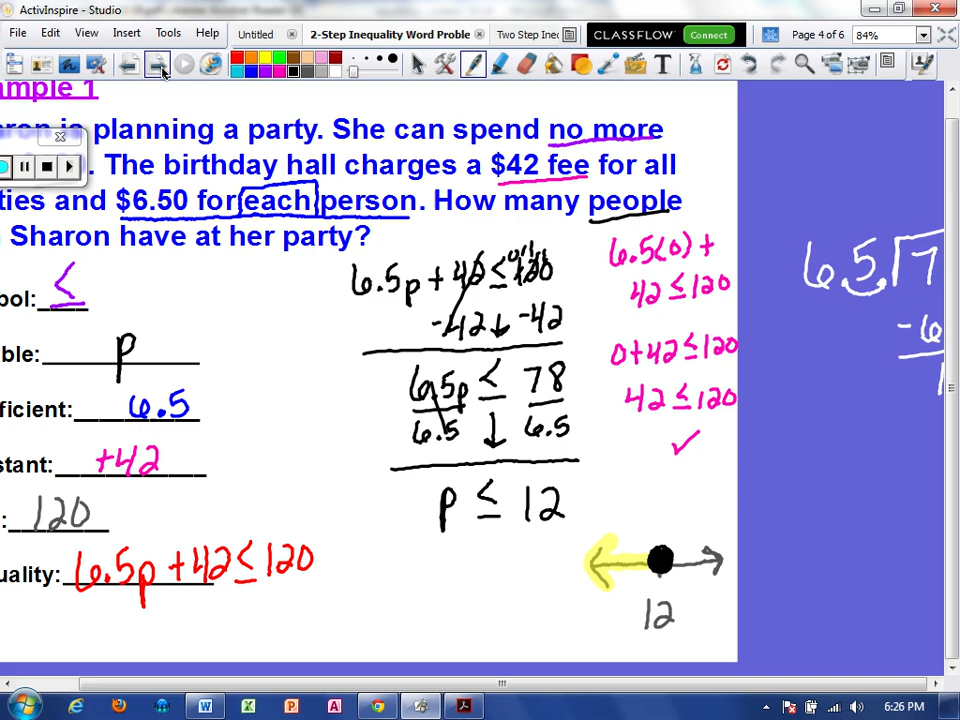 ActivInspire - Studio
File Edit View Insert Tools Help Untitled 2-Step Inequality Word Proble Two Step Ineq CLASSFLOW Connect Page 4 of 6 84%
ample 1
planning a party. She can spend no more
The birthday hall charges a $42 fee for all
ties and $6.50 for each person. How many people
Sharon have at her party?
bol: ≤
ble: p
ficient: 6.5
stant: +42
: 120
quality: 6.5p + 42 ≤ 120
6.5p + 42 ≤ 120
-42 ↓ -42
6.5p ≤ 78
6.5 ↓ 6.5
p ≤ 12
6.5(0) +
42 ≤ 120
0+42 ≤ 120
42 ≤ 120
✓
12
6.5 7
- 6
1
6:26 PM